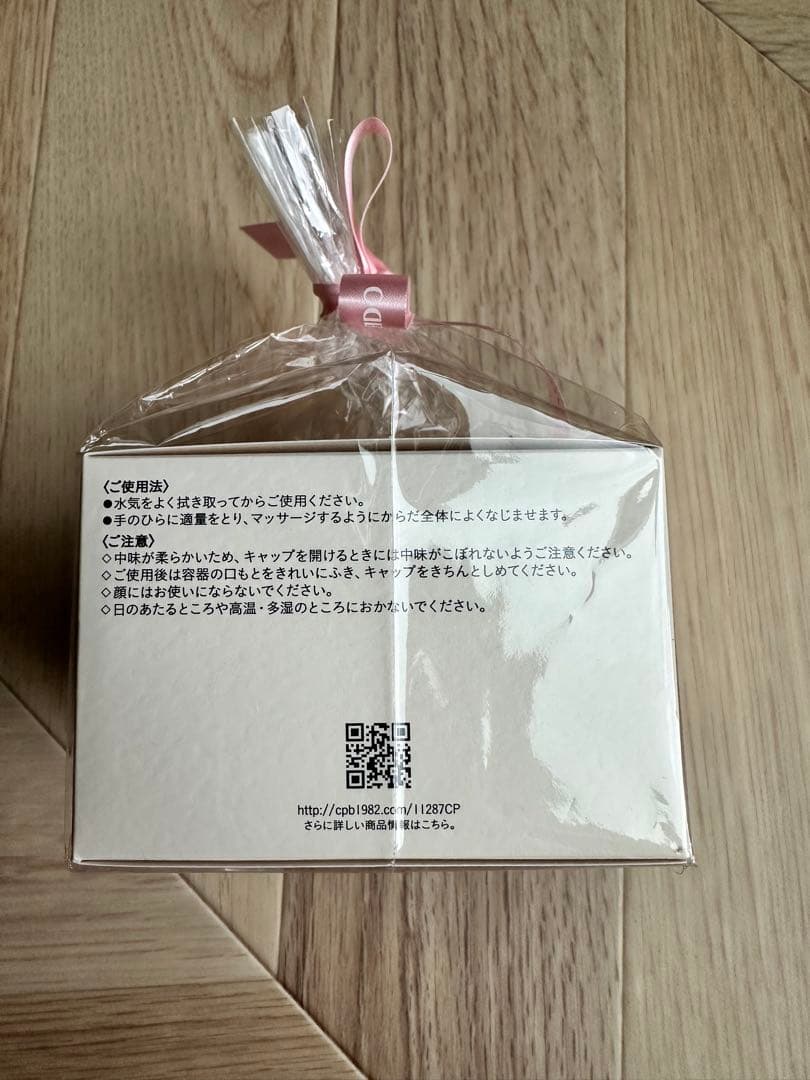 IDO
〈ご使用法〉
●水気をよく拭き取ってからご使用ください。
●手のひらに適量をとり、マッサージするようにからだ全体によくなじませます。
〈ご注意〉
◇中味が柔らかいため、キャップを開けるときには中味がこぼれないようご注意ください。
◇ご使用後は容器の口もとをきれいにふき、キャップをきちんとしめてください。
◇顔にはお使いにならないでください。
◇日のあたるところや高温・多湿のところにおかないでください。
http://cpb1982.com/11287CP
さらに詳しい商品情報はこちら。